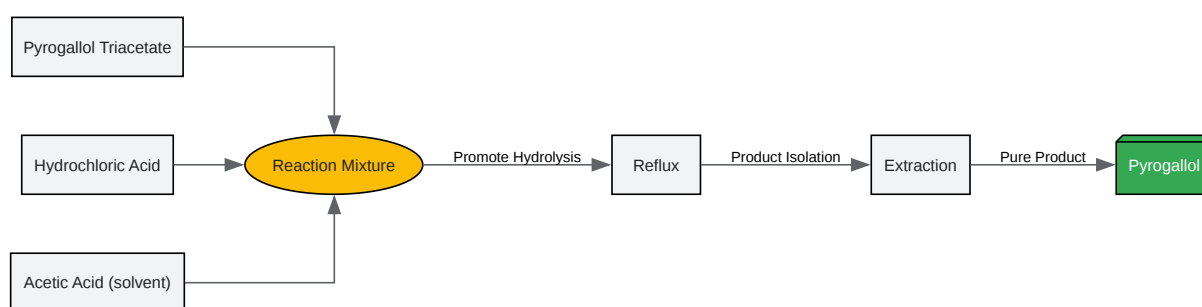 Pyrogallol Triacetate
Hydrochloric Acid
Reaction Mixture
Promote Hydrolysis
Reflux
Product Isolation
Extraction
Pure Product
Pyrogallol
Acetic Acid (solvent)